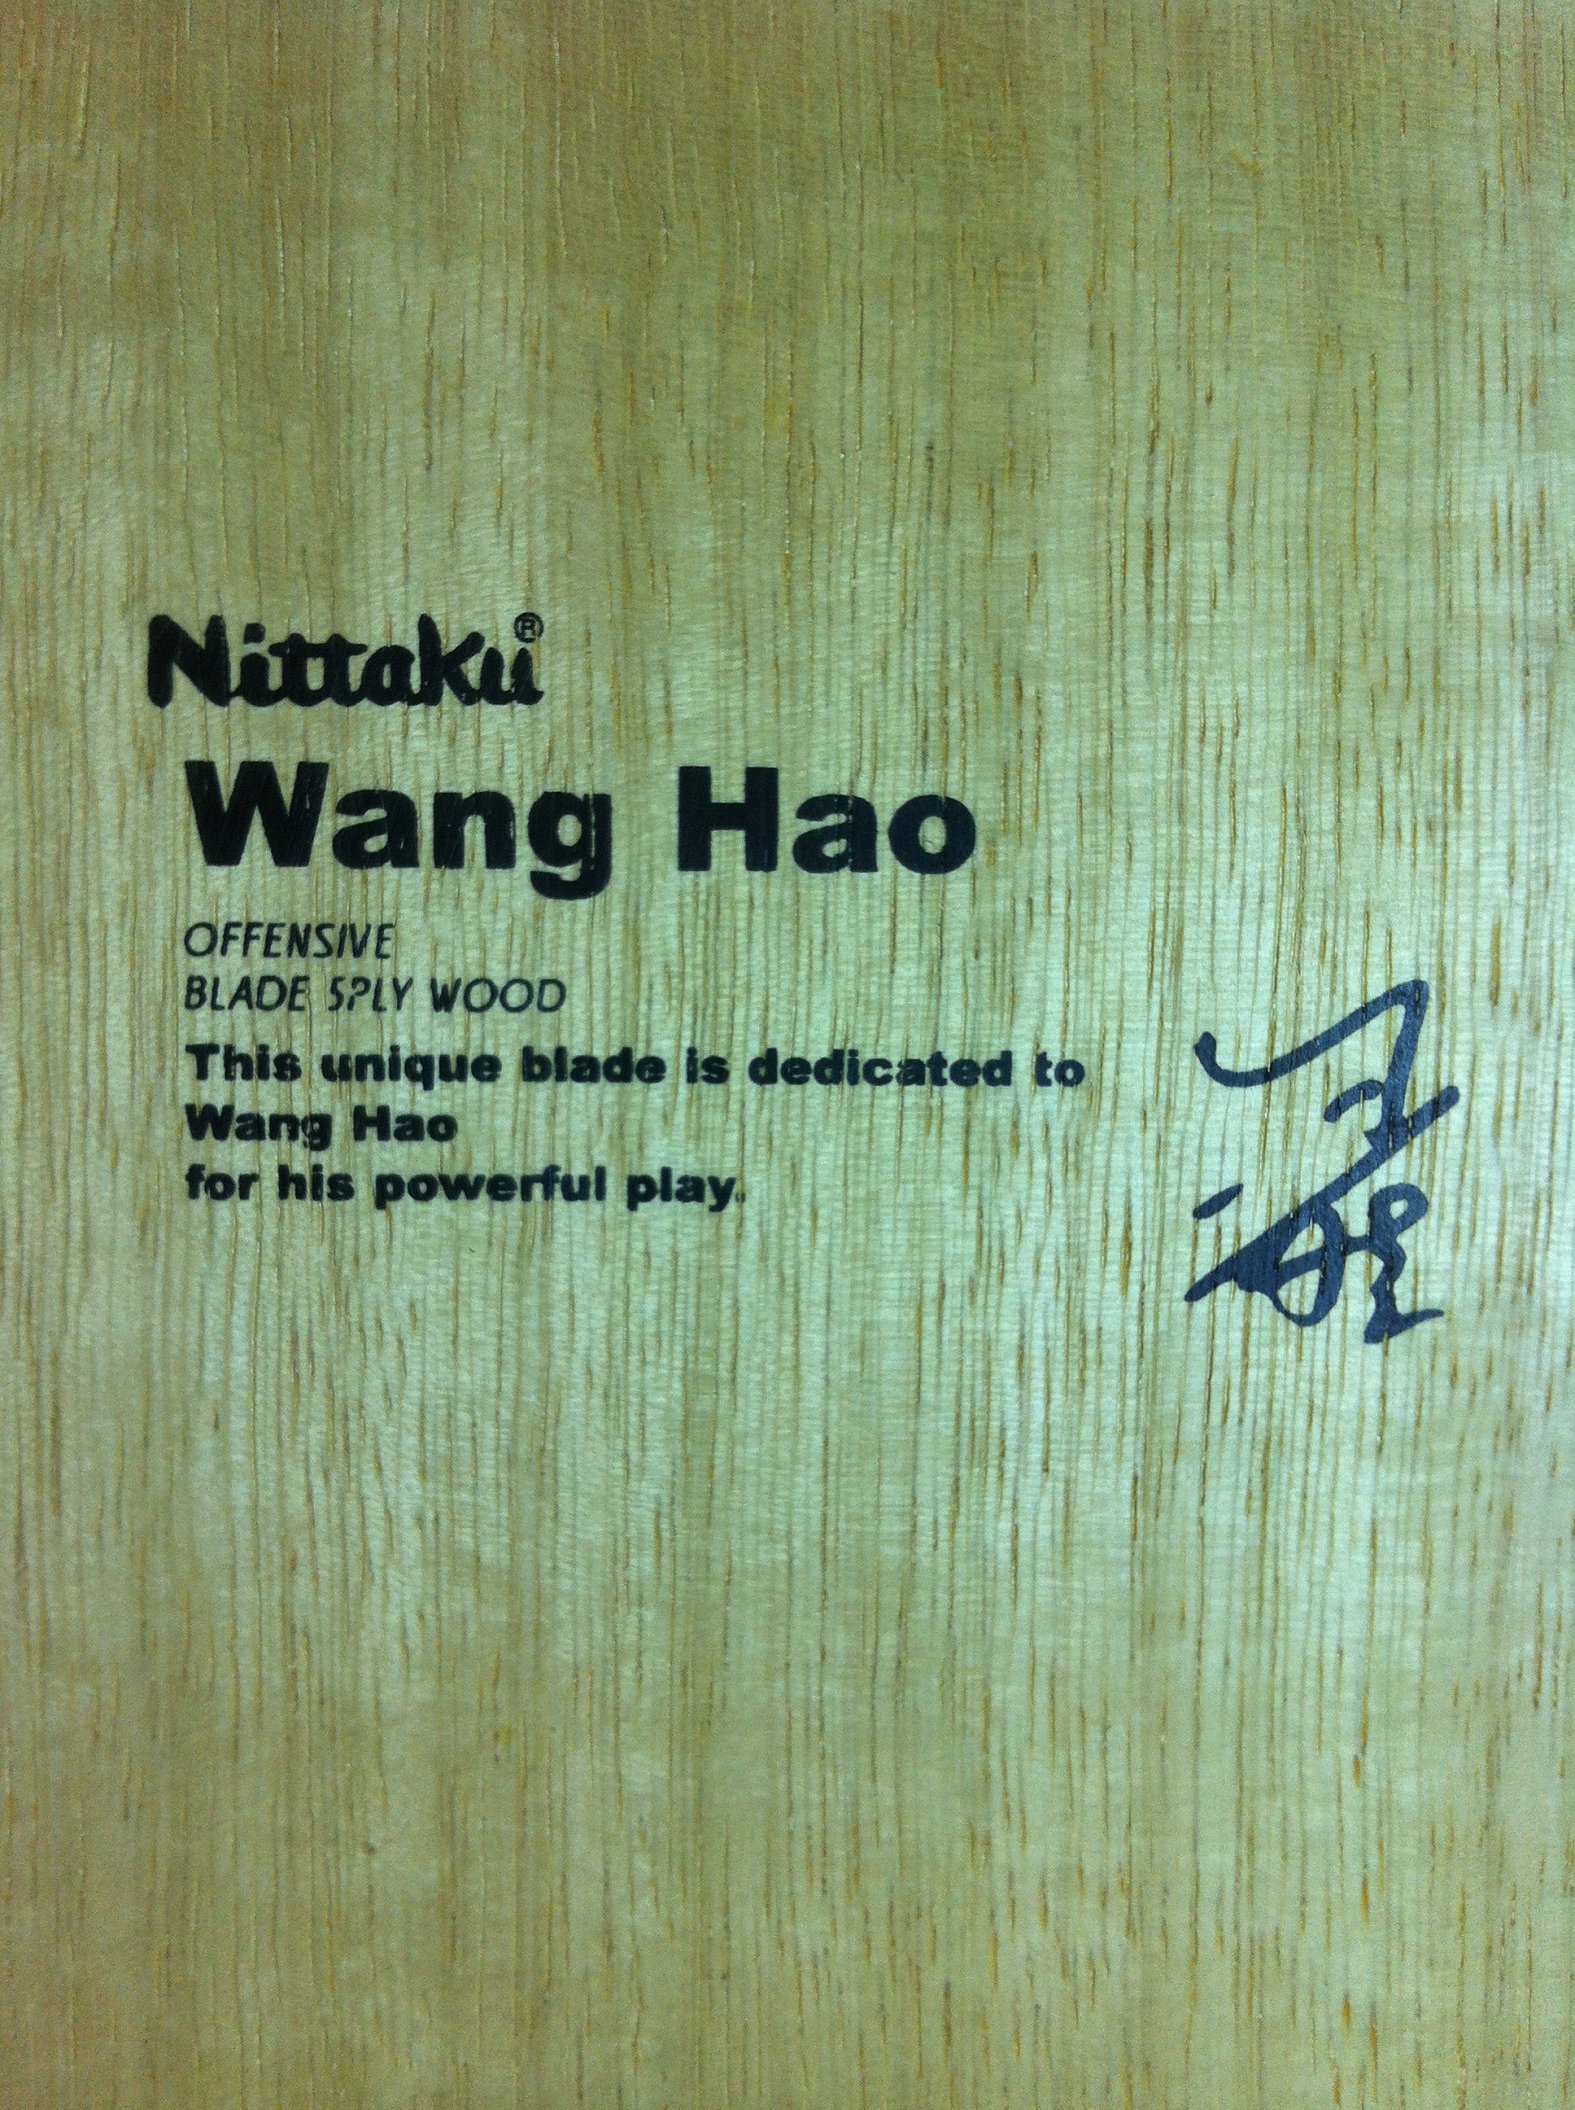 Nittaku®
Wang Hao
OFFENSIVE
BLADE 5PLY WOOD
This unique blade is dedicated to
Wang Hao
for his powerful play.